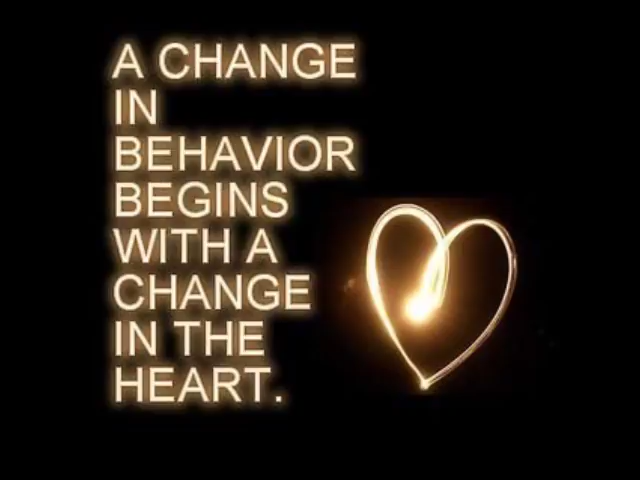 A CHANGE
IN
BEHAVIOR
BEGINS
WITH A
CHANGE
IN THE
HEART.